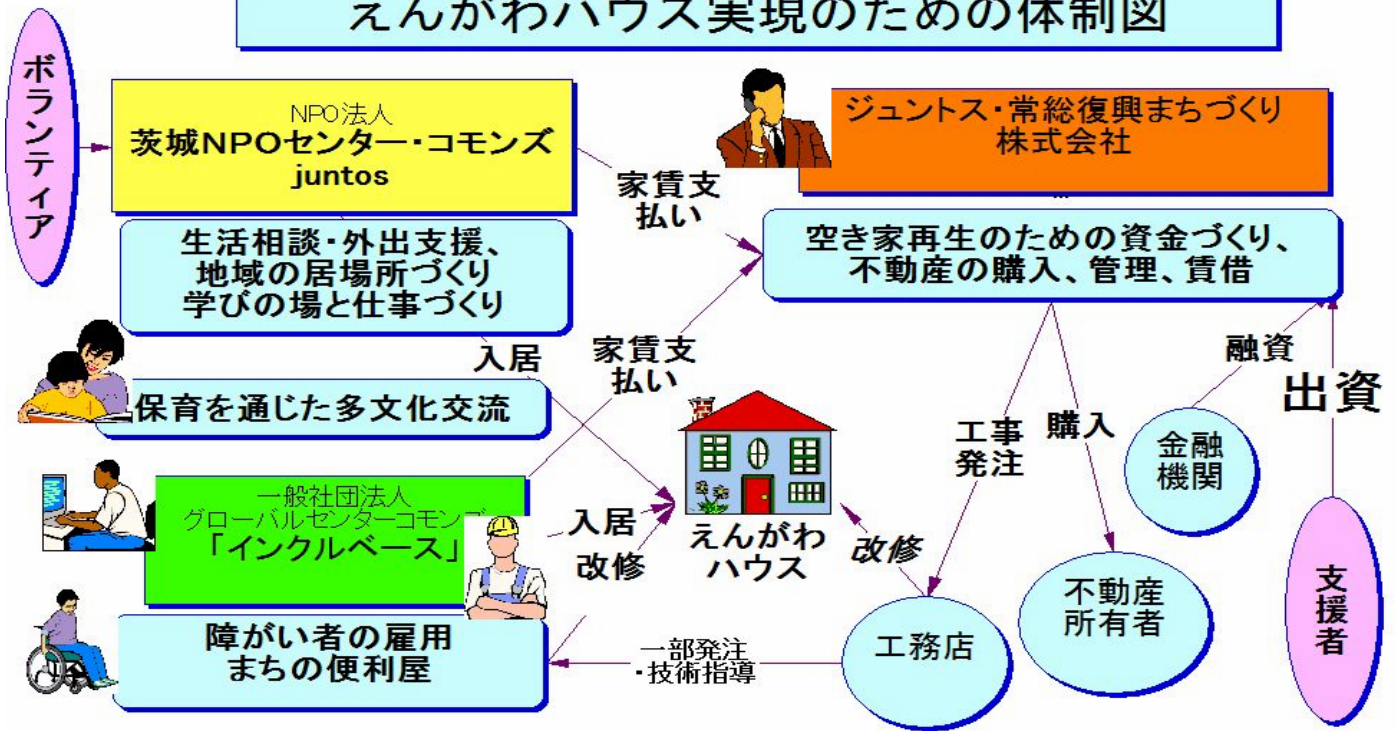 えんがわハウス実現のための体制図
ボランティア
NPO法人
茨城NPOセンター・コモンズ
juntos
ジュントス・常総復興まちづくり
株式会社
家賃支
払い
生活相談・外出支援、
地域の居場所づくり
学びの場と仕事づくり
空き家再生のための資金づくり、
不動産の購入、管理、賃借
入居
家賃支
払い
融資
出資
保育を通じた多文化交流
工事
発注
購入
金融
機関
一般社団法人
グローバルセンターコモンズ
「インクルベース」
入居
改修
えんがわ
ハウス
改修
不動産
所有者
支援者
障がい者の雇用
まちの便利屋
一部発注
・技術指導
工務店